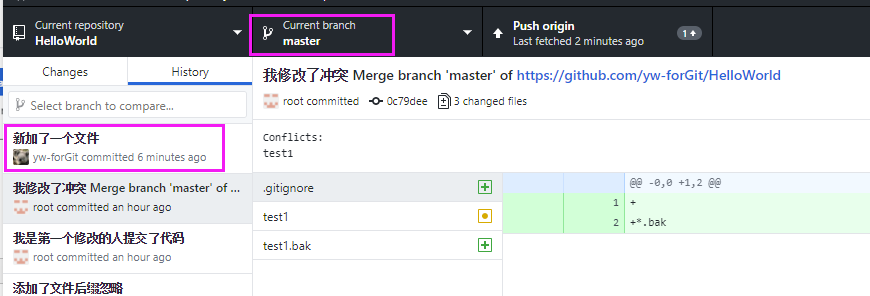 Current repository
HelloWorld
Current branch
master
Push origin
Last fetched 2 minutes ago
1
Changes
History
Select branch to compare...
新加了一个文件
yw-forGit committed 6 minutes ago
我修改了冲突 Merge branch 'master' of ...
root committed an hour ago
我是第一个修改的人提交了代码
root committed an hour ago
添加了文件后缀忽略
我修改了冲突 Merge branch 'master' of https://github.com/yw-forGit/HelloWorld
root committed 0c79dee 3 changed files
Conflicts:
test1
.gitignore
test1
test1.bak
@@ -0,0 +1,2 @@
1 +
2 +*.bak